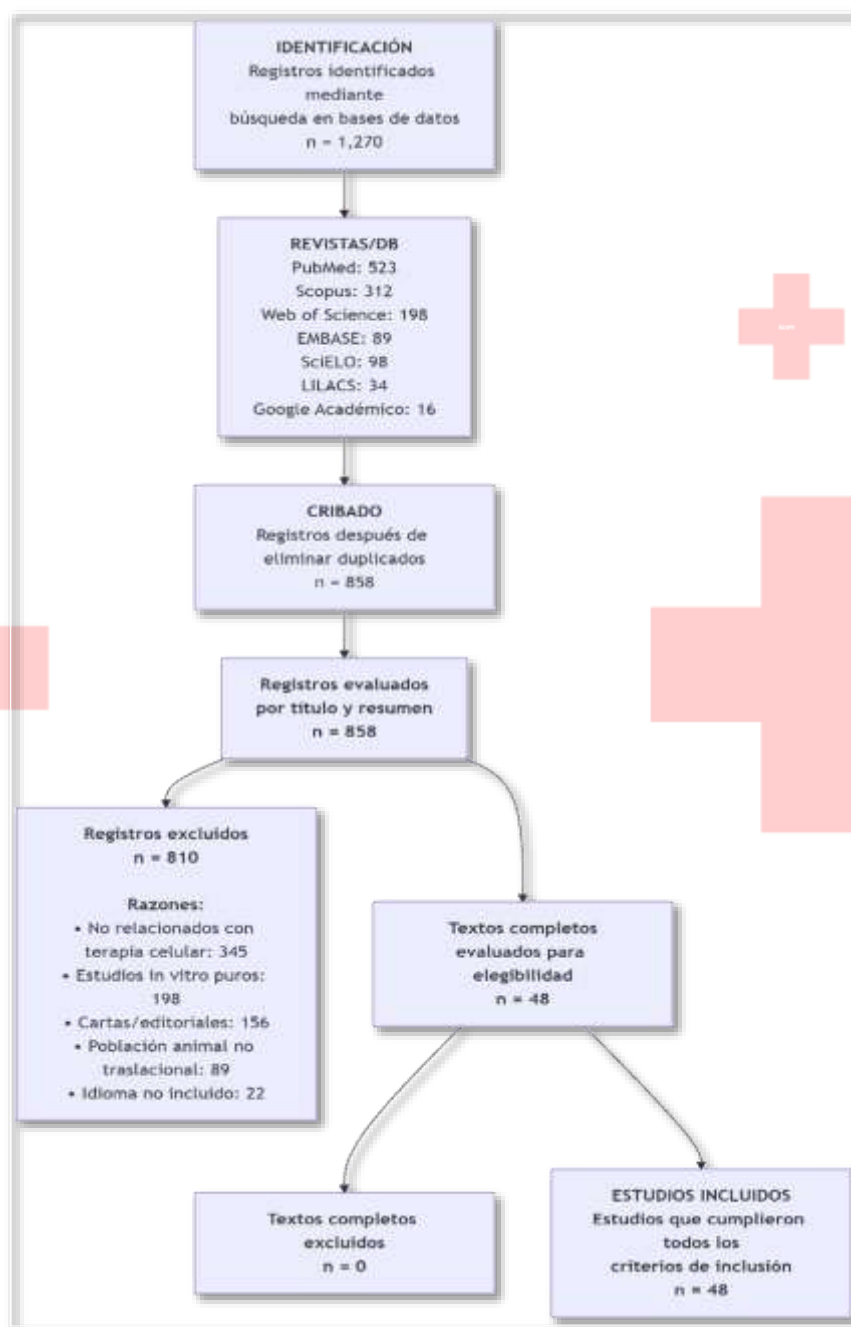 IDENTIFICACIÓN
Registros identificados
mediante
búsqueda en bases de datos
n = 1,270
REVISTAS/DB
PubMed: 523
Scopus: 312
Web of Science: 198
EMBASE: 89
SciELO: 98
LILACS: 34
Google Académico: 16
CRIBADO
Registros después de
eliminar duplicados
n = 858
Registros evaluados
por título y resumen
n = 858
Registros excluidos
n = 810
Razones:
• No relacionados con
terapia celular: 345
• Estudios in vitro puros:
198
• Cartas/editoriales: 156
• Población animal no
traslacional: 89
• Idioma no incluido: 22
Textos completos
evaluados para
elegibilidad
n = 48
Textos completos
excluidos
n = 0
ESTUDIOS INCLUIDOS
Estudios que cumplieron
todos los
criterios de inclusión
n = 48